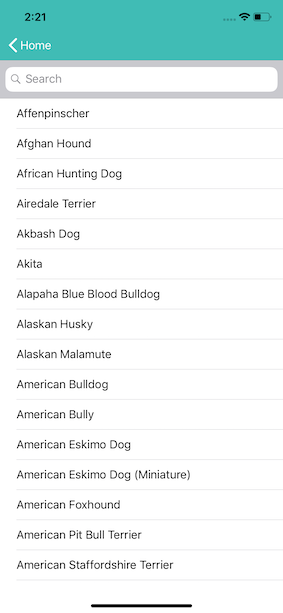 2:21
Home
Search
Affenpinscher
Afghan Hound
African Hunting Dog
Airedale Terrier
Akbash Dog
Akita
Alapaha Blue Blood Bulldog
Alaskan Husky
Alaskan Malamute
American Bulldog
American Bully
American Eskimo Dog
American Eskimo Dog (Miniature)
American Foxhound
American Pit Bull Terrier
American Staffordshire Terrier